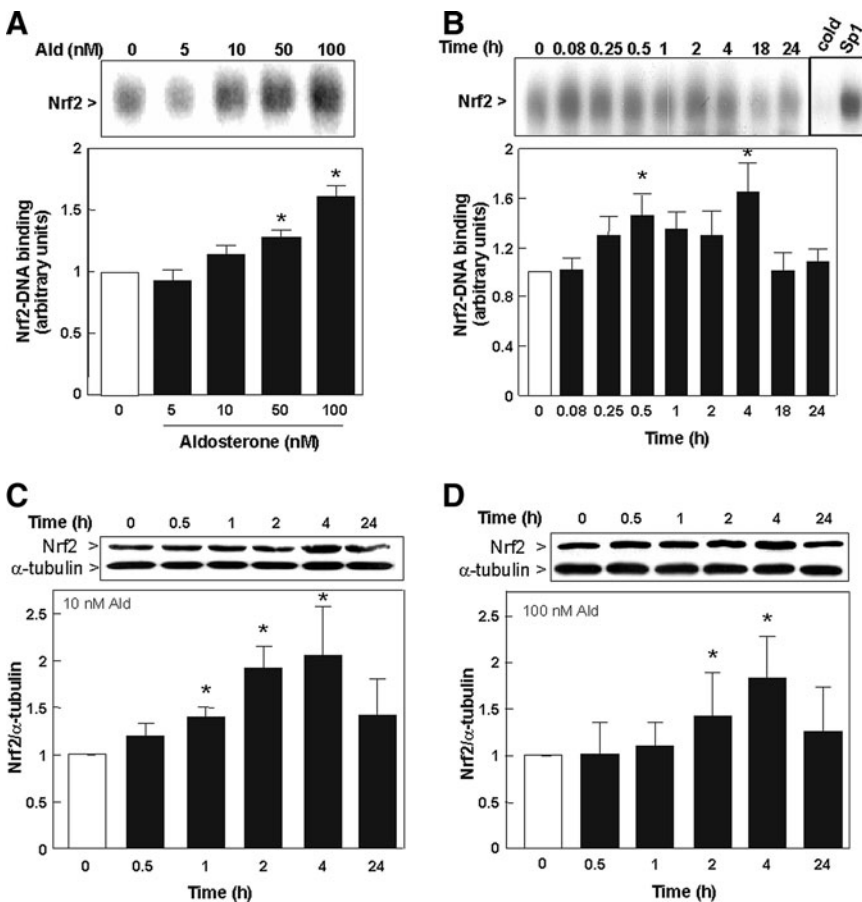 A
Ald (nM) 0 5 10 50 100
Nrf2 >
2
1.5
1
0.5
0
Nrf2-DNA binding
(arbitrary units)
*
*
0 5 10 50 100
Aldosterone (nM)
B
Time (h) 0 0.08 0.25 0.5 1 2 4 18 24 cold Sp1
Nrf2 >
2
1.6
1.2
0.8
0.4
Nrf2-DNA binding
(arbitrary units)
*
*
0 0.08 0.25 0.5 1 2 4 18 24
Time (h)
C
Time (h) 0 0.5 1 2 4 24
Nrf2 >
α-tubulin >
10 nM Ald
2.5
2
1.5
1
0.5
0
Nrf2/α-tubulin
*
*
*
0 0.5 1 2 4 24
Time (h)
D
Time (h) 0 0.5 1 2 4 24
Nrf2 >
α-tubulin >
100 nM Ald
2.5
2
1.5
1
0.5
0
Nrf2/α-tubulin
*
*
0 0.5 1 2 4 24
Time (h)